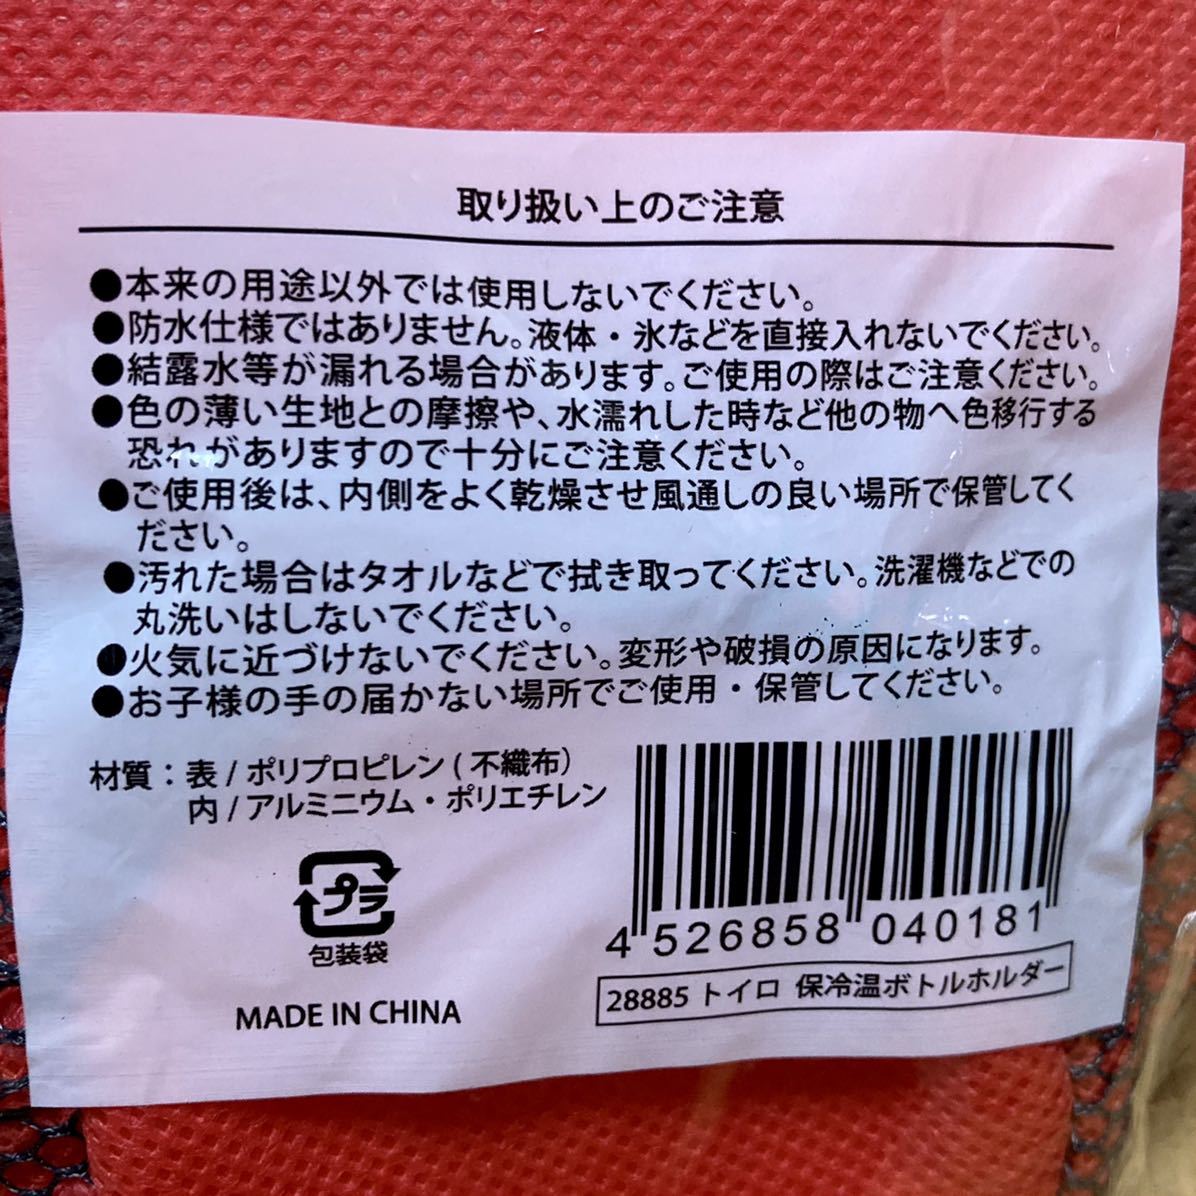 取り扱い上のご注意
●本来の用途以外では使用しないでください。
●防水仕様ではありません。液体・氷などを直接入れないでください。
●結露水等が漏れる場合があります。ご使用の際はご注意ください。
●色の薄い生地との摩擦や、水濡れした時など他の物へ色移行する
恐れがありますので十分にご注意ください。
●ご使用後は、内側をよく乾燥させ風通しの良い場所で保管してく
ださい。
●汚れた場合はタオルなどで拭き取ってください。洗濯機などでの
丸洗いはしないでください。
●火気に近づけないでください。変形や破損の原因になります。
●お子様の手の届かない場所でご使用・保管してください。
材質：表/ポリプロピレン(不織布)
内/アルミニウム・ポリエチレン
プラ
包装袋
MADE IN CHINA
4 526858 040181
28885 トイロ 保冷温ボトルホルダー